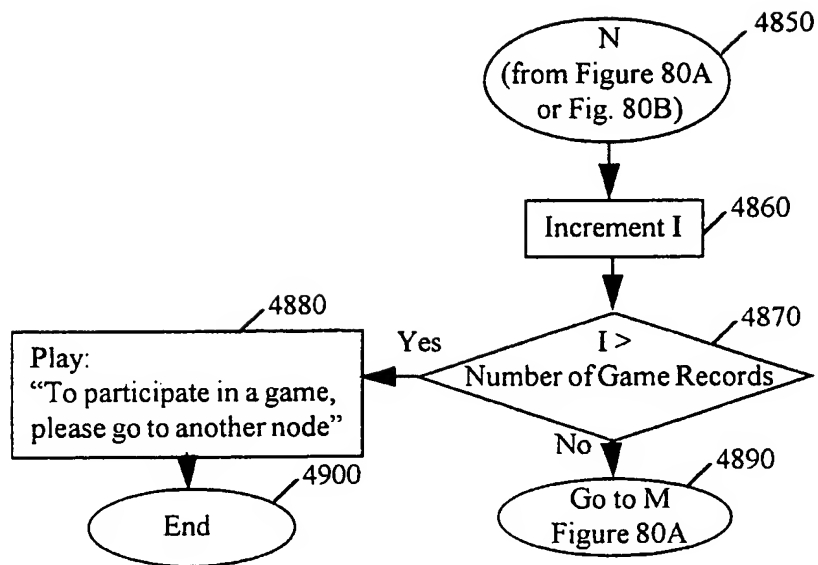 4850
N
(from Figure 80A
or Fig. 80B)
4860
Increment I
4870
I >
Number of Game Records
Yes
4880
Play:
“To participate in a game,
please go to another node”
No
4890
Go to M
Figure 80A
4900
End